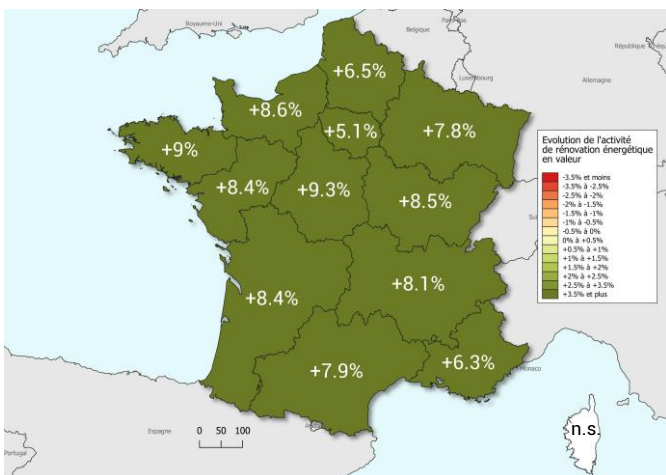 Royaume-Uni
Belgique
Pays-Bas
Luxembourg
Allemagne
République Tchèque
+6.5%
+8.6%
+5.1%
+7.8%
+9%
+8.4%
+9.3%
+8.5%
+8.4%
+8.1%
+7.9%
+6.3%
Monaco
n.s.
Espagne
Portugal
0 50 100
Evolution de l'activité
de rénovation énergétique
en valeur
-3.5% et moins
-3.5% à -2.5%
-2.5% à -2%
-2% à -1.5%
-1.5% à -1%
-1% à -0.5%
-0.5% à 0%
0% à +0.5%
+0.5% à +1%
+1% à +1.5%
+1.5% à +2%
+2% à +2.5%
+2.5% à +3.5%
+3.5% et plus